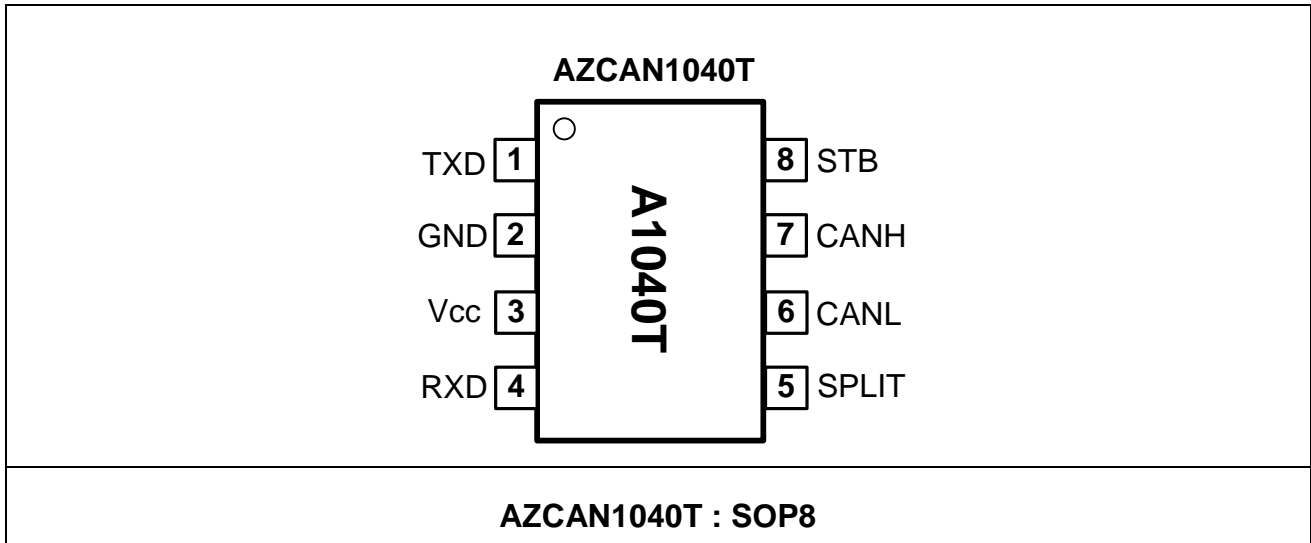 AZCAN1040T
TXD 1 8 STB
GND 2 7 CANH
Vcc 3 6 CANL
RXD 4 5 SPLIT
A1040T
AZCAN1040T : SOP8